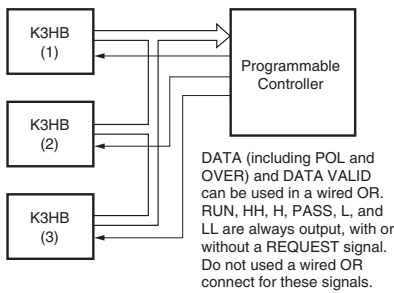 K3HB
(1)
Programmable
Controller
K3HB
(2)
K3HB
(3)
DATA (including POL and
OVER) and DATA VALID
can be used in a wired OR.
RUN, HH, H, PASS, L, and
LL are always output, with or
without a REQUEST signal.
Do not used a wired OR
connect for these signals.